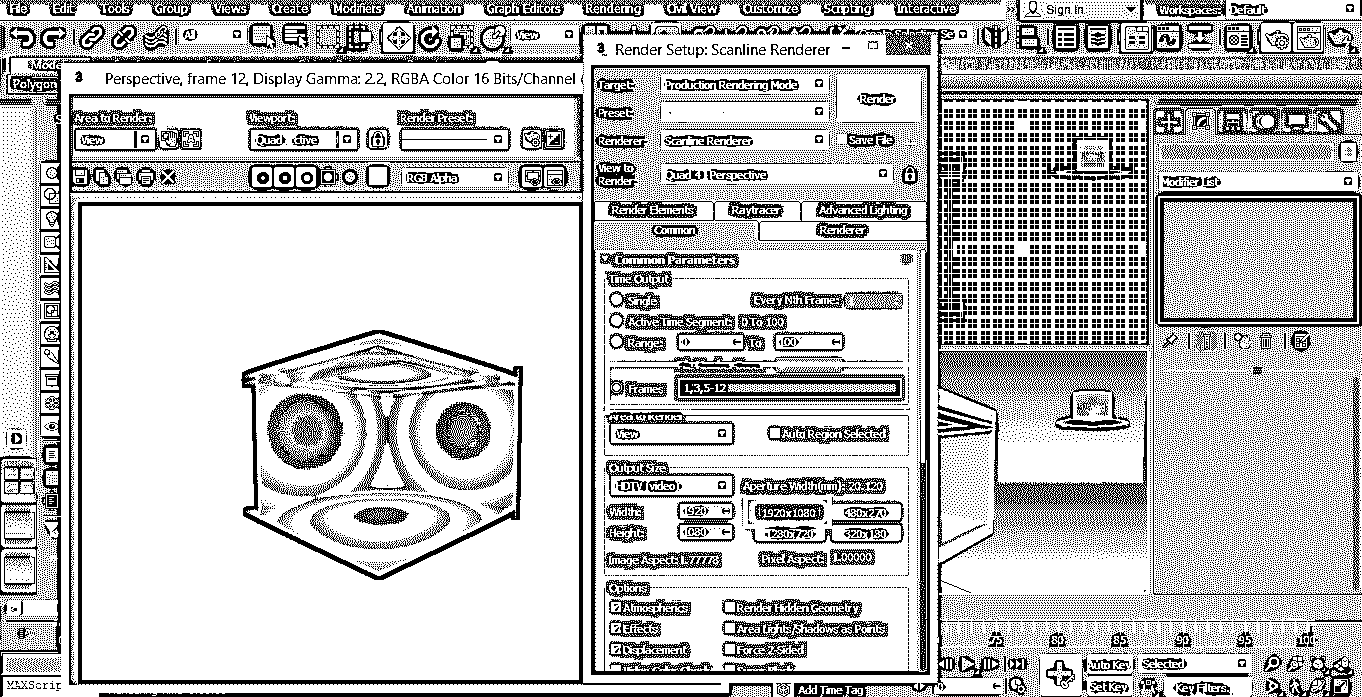 File Edit Tools Group Views Create Modifiers Animation Graph Editors Rendering Civil View Customize Scripting Interactive
Sign In
Workspaces: Default
All
View
Polygon
Perspective, frame 12, Display Gamma: 2.2, RGBA Color 16 Bits/Channel
Area to Render:
Viewport:
Render Preset:
View
RGB Alpha
Render Setup: Scanline Renderer
Target:
Production Rendering Mode
Render
Preset:
Renderer:
Scanline Renderer
Save File
View to
Render:
Quad 4 - Perspective
Render Elements
Raytracer
Advanced Lighting
Common
Renderer
Common Parameters
Time Output
Single
Every Nth Frame:
Active Time Segment: 0 To 100
Range:
0
To
100
Frames
1,3,5-12
Area to Render
View
Auto Region Selected
Output Size
HDTV (video)
Aperture Width(mm): 20.120
Width:
1920
1920x1080
480x270
Height:
1080
1280x720
320x180
Image Aspect: 1.77778
Pixel Aspect: 1.00000
Options
Atmospherics
Render Hidden Geometry
Effects
Area Lights/Shadows as Points
Displacement
Force 2-Sided
Modifier List
75 80 85 90 95 100
Auto Key
Selected
Set Key
Key Filters...
Add Time Tag
MAXScrip